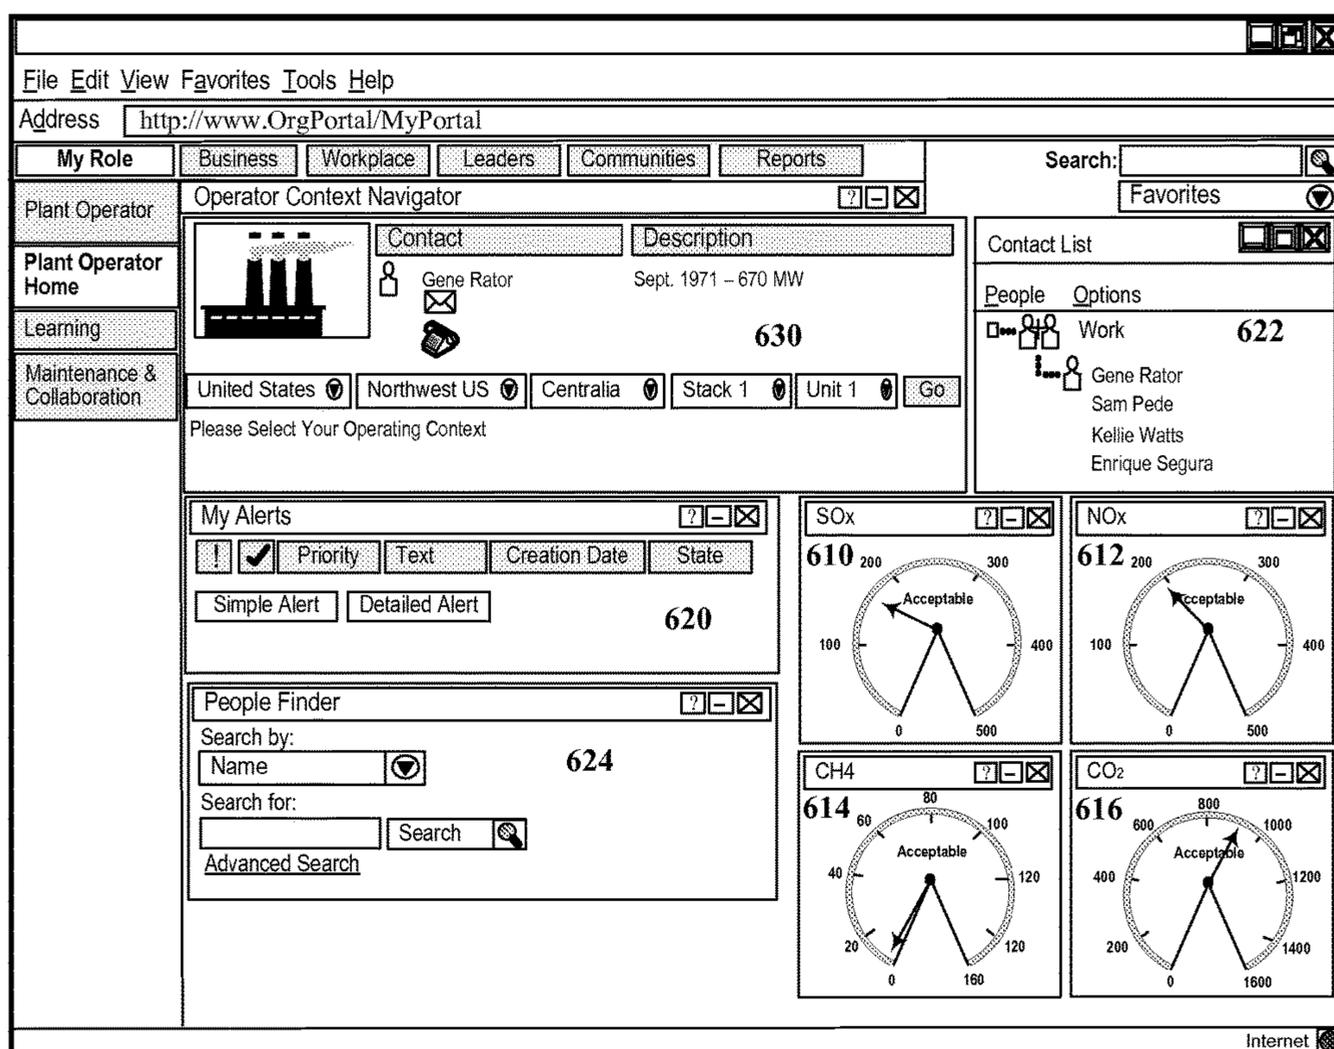 File Edit View Favorites Tools Help
Address http://www.OrgPortal/MyPortal
My Role Business Workplace Leaders Communities Reports Search:
Favorites
Plant Operator
Plant Operator Home
Learning
Maintenance & Collaboration
Operator Context Navigator ? –
Contact Description
Gene Rator Sept. 1971 – 670 MW
630
United States Northwest US Centralia Stack 1 Unit 1 Go
Please Select Your Operating Context
Contact List
People Options
Work 622
Gene Rator
Sam Pede
Kellie Watts
Enrique Segura
My Alerts ? –
! Priority Text Creation Date State
Simple Alert Detailed Alert
620
People Finder ? –
Search by:
Name
624
Search for:
Search
Advanced Search
SOx ? –
610
200 300
Acceptable
100 400
0 500
NOx ? –
612
200 300
Acceptable
100 400
0 500
CH4 ? –
614
80
60 100
Acceptable
40 120
20 120
0 160
CO2 ? –
616
800
600 1000
Acceptable
400 1200
200 1400
0 1600
Internet